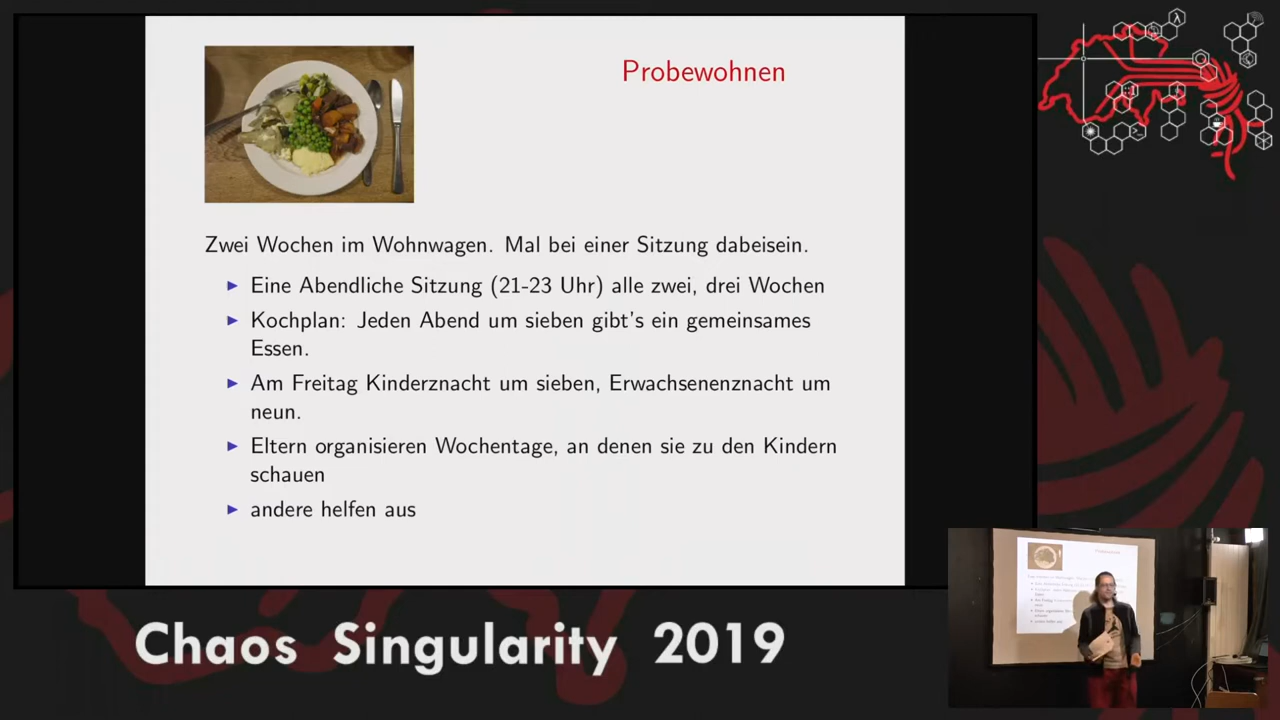 Probewohnen
Zwei Wochen im Wohnwagen. Mal bei einer Sitzung dabeisein.
Eine Abendliche Sitzung (21-23 Uhr) alle zwei, drei Wochen
Kochplan: Jeden Abend um sieben gibt's ein gemeinsames
Essen.
Am Freitag Kinderznacht um sieben, Erwachsenenznacht um
neun.
Eltern organisieren Wochentage, an denen sie zu den Kindern
schauen
andere helfen aus
Chaos Singularity 2019
Probewohnen